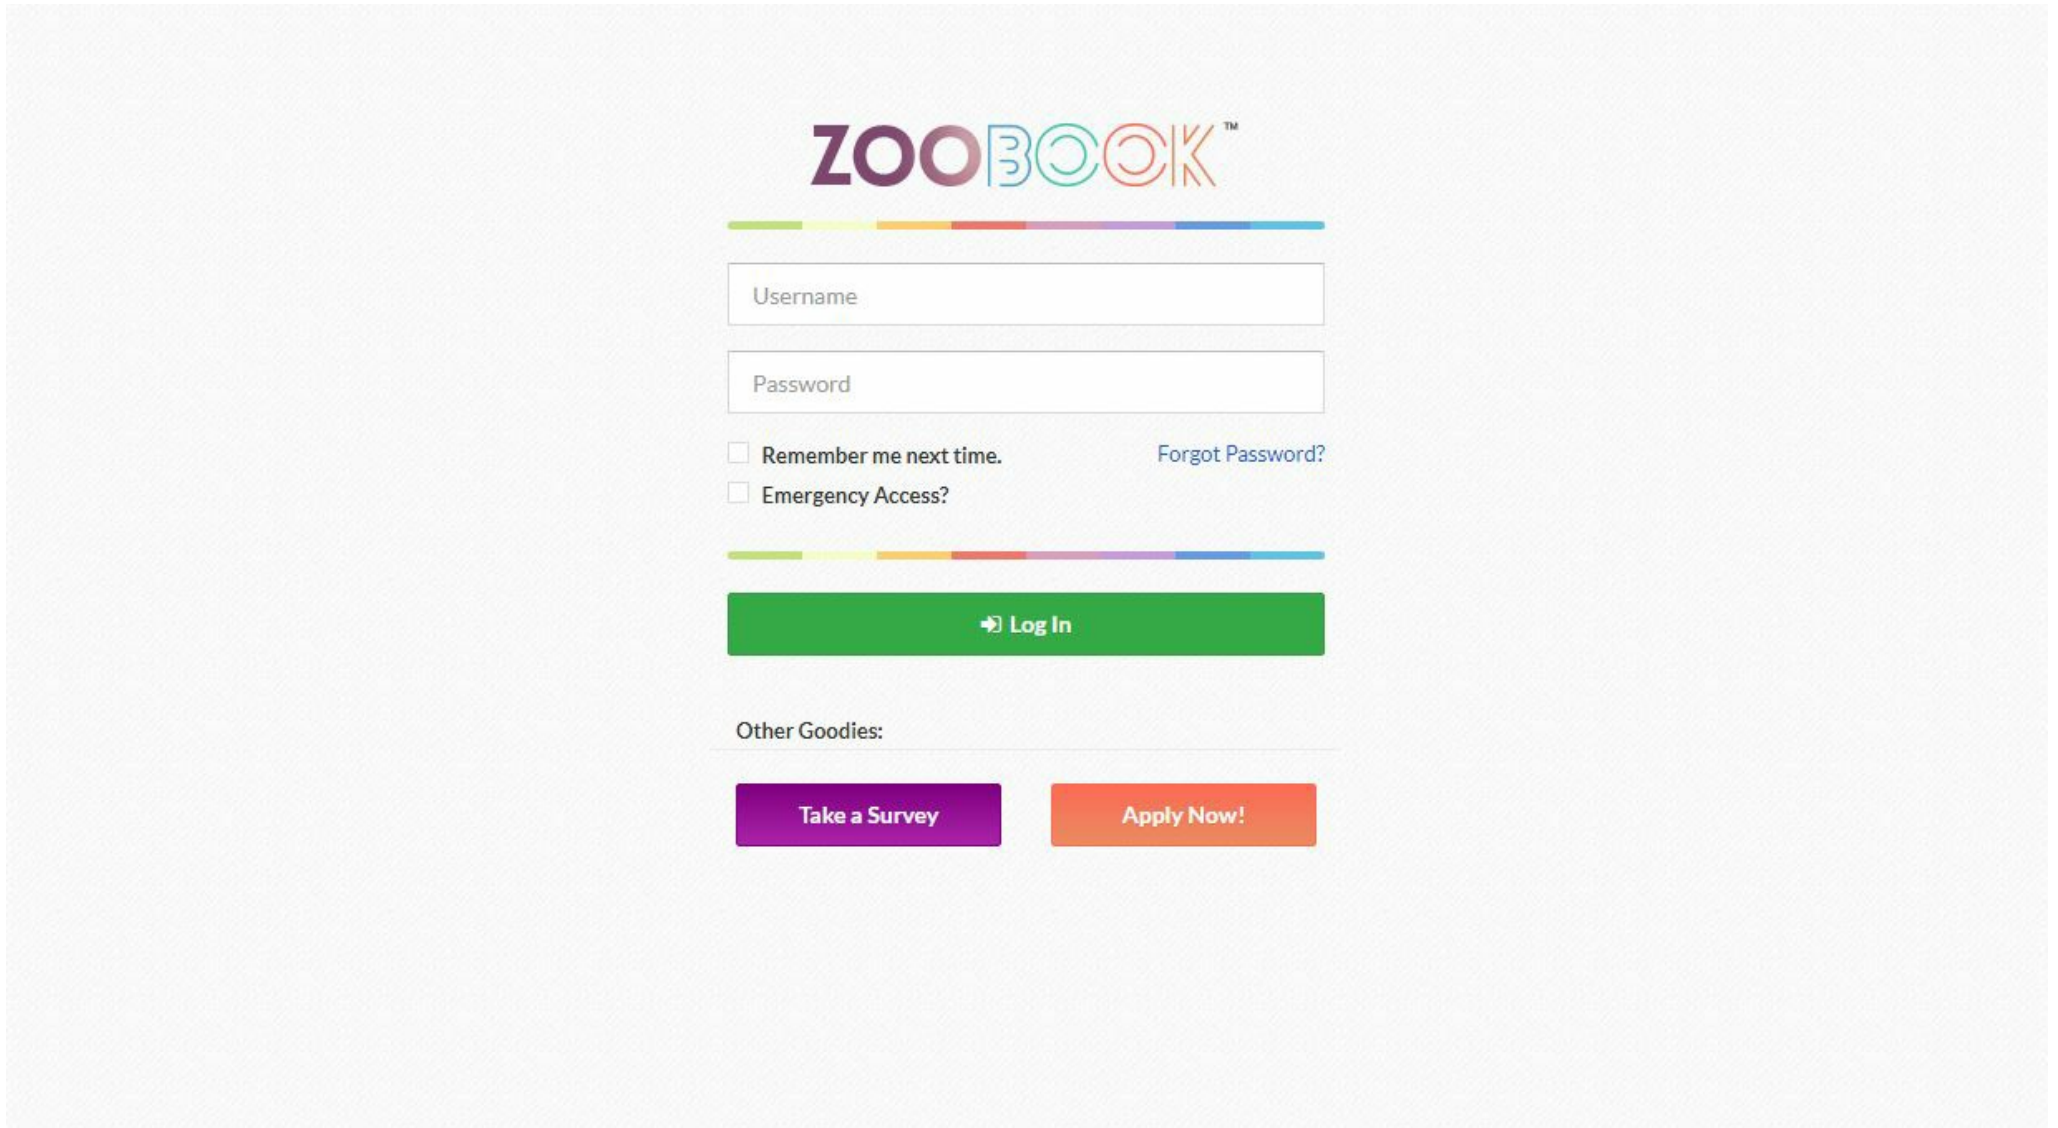 ZOOBOOK™
Username
Password
Remember me next time.
Forgot Password?
Emergency Access?
Log In
Other Goodies:
Take a Survey
Apply Now!